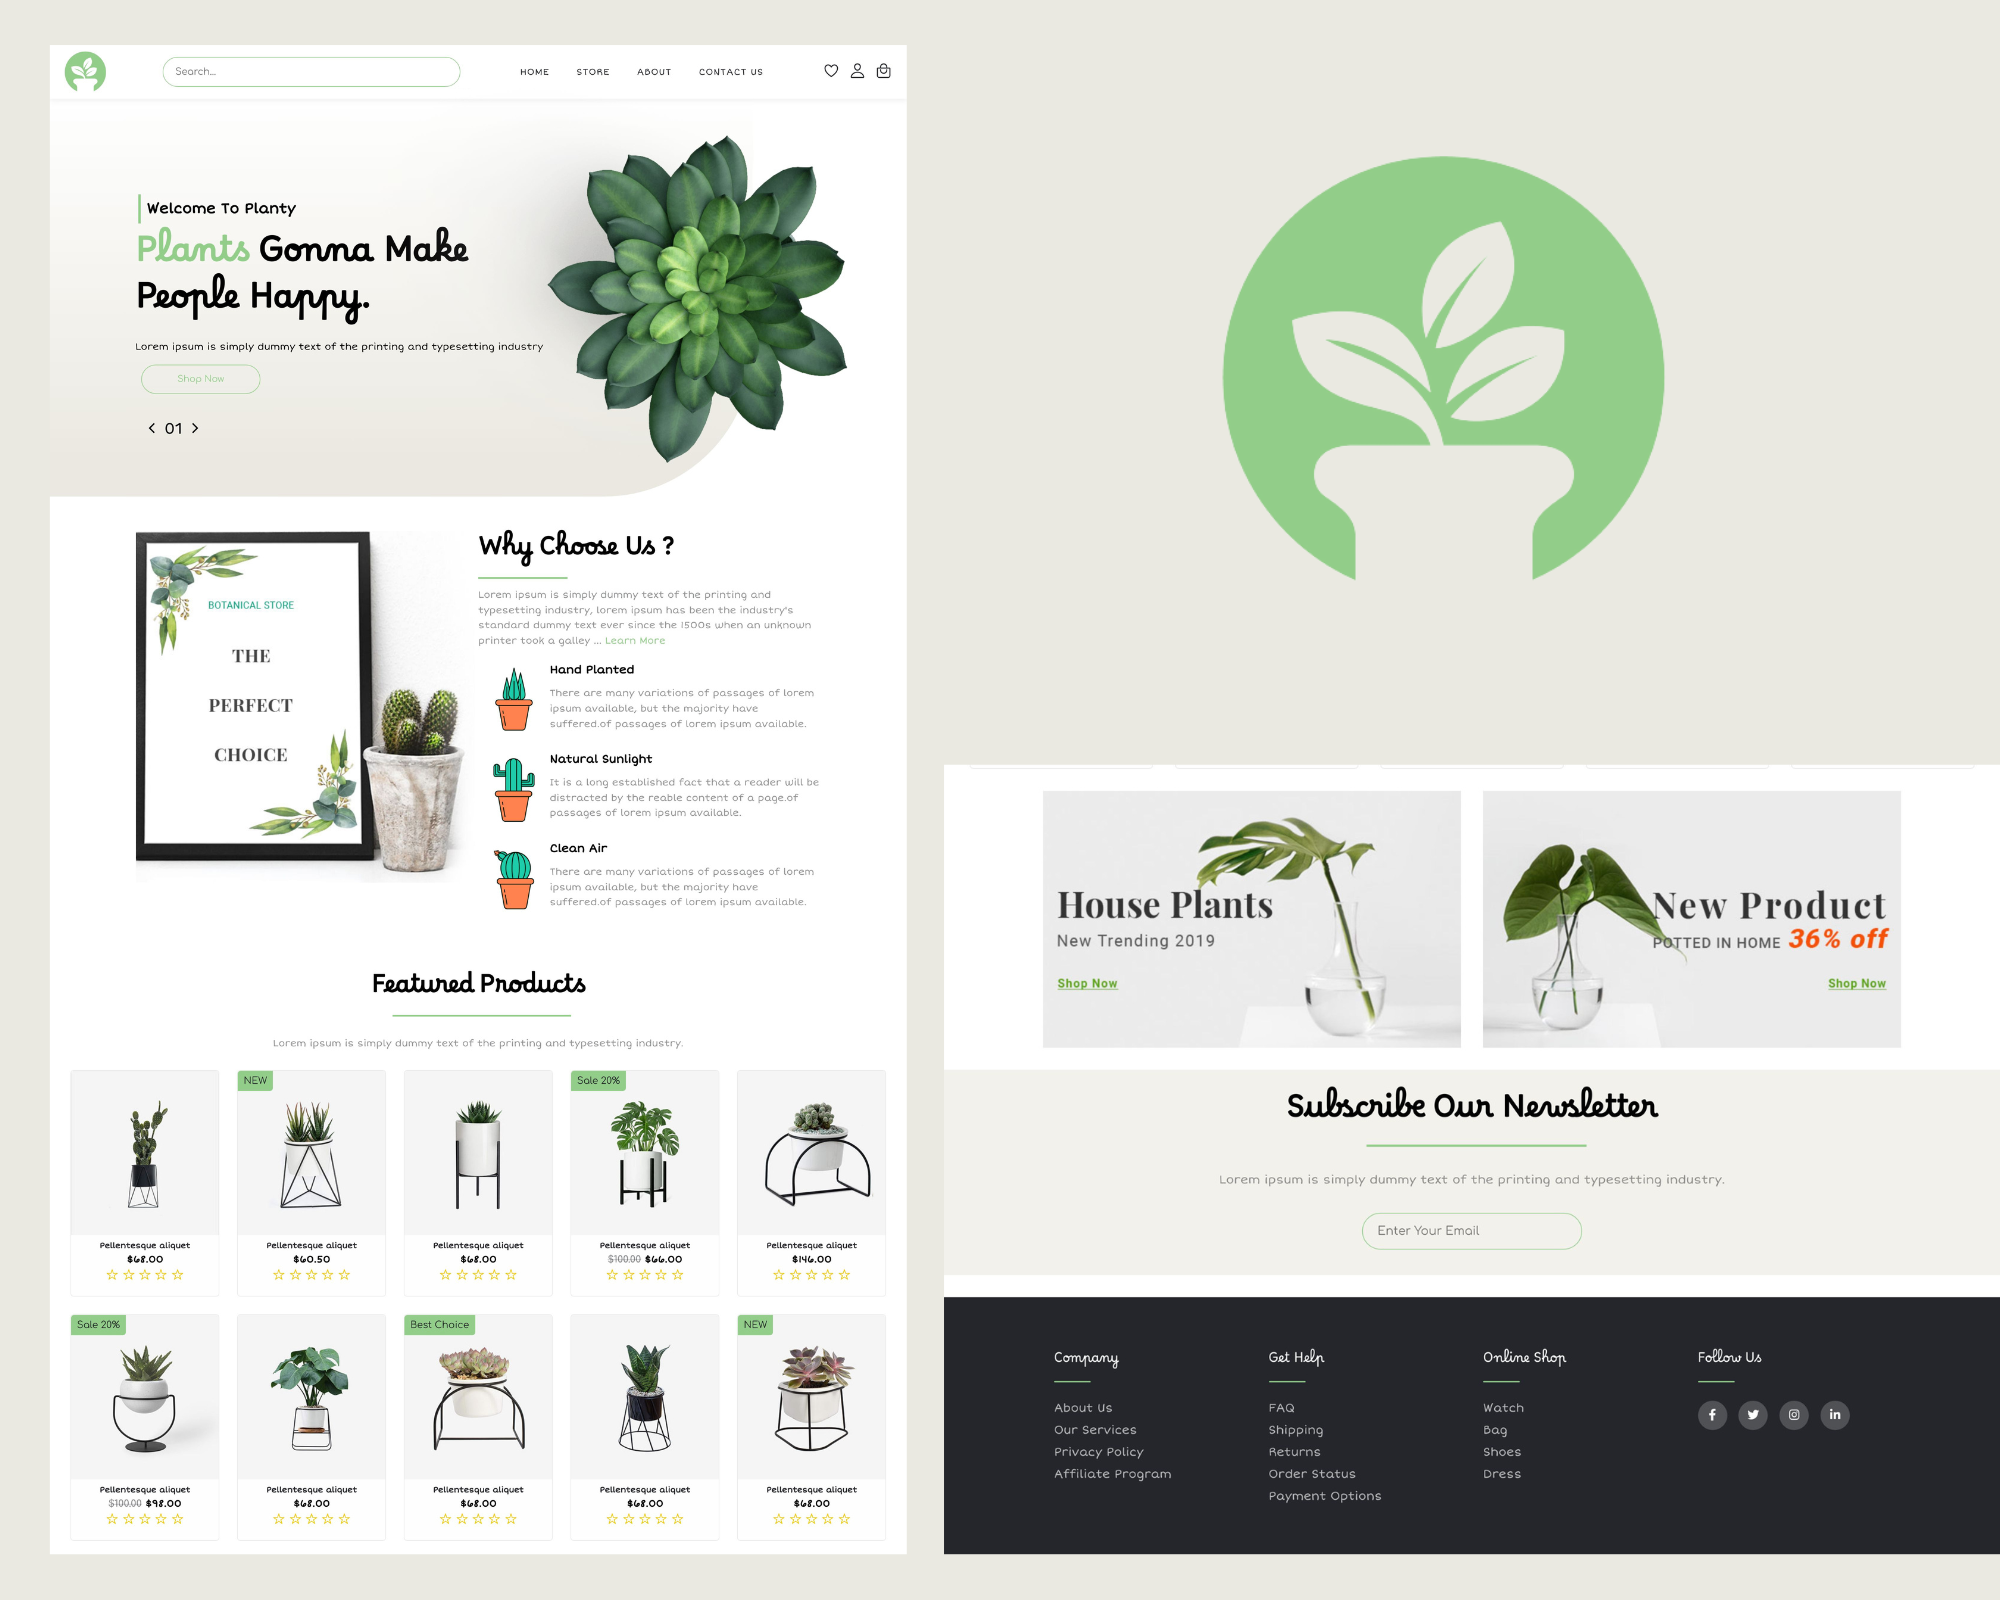 Search...
HOME STORE ABOUT CONTACT US
Welcome To Planty
Plants Gonna Make
People Happy.
Lorem ipsum is simply dummy text of the printing and typesetting industry
Shop Now
01
BOTANICAL STORE
THE
PERFECT
CHOICE
Why Choose Us ?
Lorem ipsum is simply dummy text of the printing and
typesetting industry, lorem ipsum has been the industry's
standard dummy text ever since the 1500s when an unknown
printer took a galley ... Learn More
Hand Planted
There are many variations of passages of lorem
ipsum available, but the majority have
suffered.of passages of lorem ipsum available.
Natural Sunlight
It is a long established fact that a reader will be
distracted by the reable content of a page.of
passages of lorem ipsum available.
Clean Air
There are many variations of passages of lorem
ipsum available, but the majority have
suffered.of passages of lorem ipsum available.
Featured Products
Lorem ipsum is simply dummy text of the printing and typesetting industry.
NEW Sale 20%
Pellentesque aliquet Pellentesque aliquet Pellentesque aliquet Pellentesque aliquet Pellentesque aliquet
$68.00 $60.50 $68.00 $100.00 $66.00 $146.00
Sale 20% Best Choice NEW
Pellentesque aliquet Pellentesque aliquet Pellentesque aliquet Pellentesque aliquet Pellentesque aliquet
$100.00 $98.00 $68.00 $68.00 $68.00 $68.00
House Plants
New Trending 2019
Shop Now
New Product
POTTED IN HOME 36% off
Shop Now
Subscribe Our Newsletter
Lorem ipsum is simply dummy text of the printing and typesetting industry.
Enter Your Email
Company
About Us
Our Services
Privacy Policy
Affiliate Program
Get Help
FAQ
Shipping
Returns
Order Status
Payment Options
Online Shop
Watch
Bag
Shoes
Dress
Follow Us